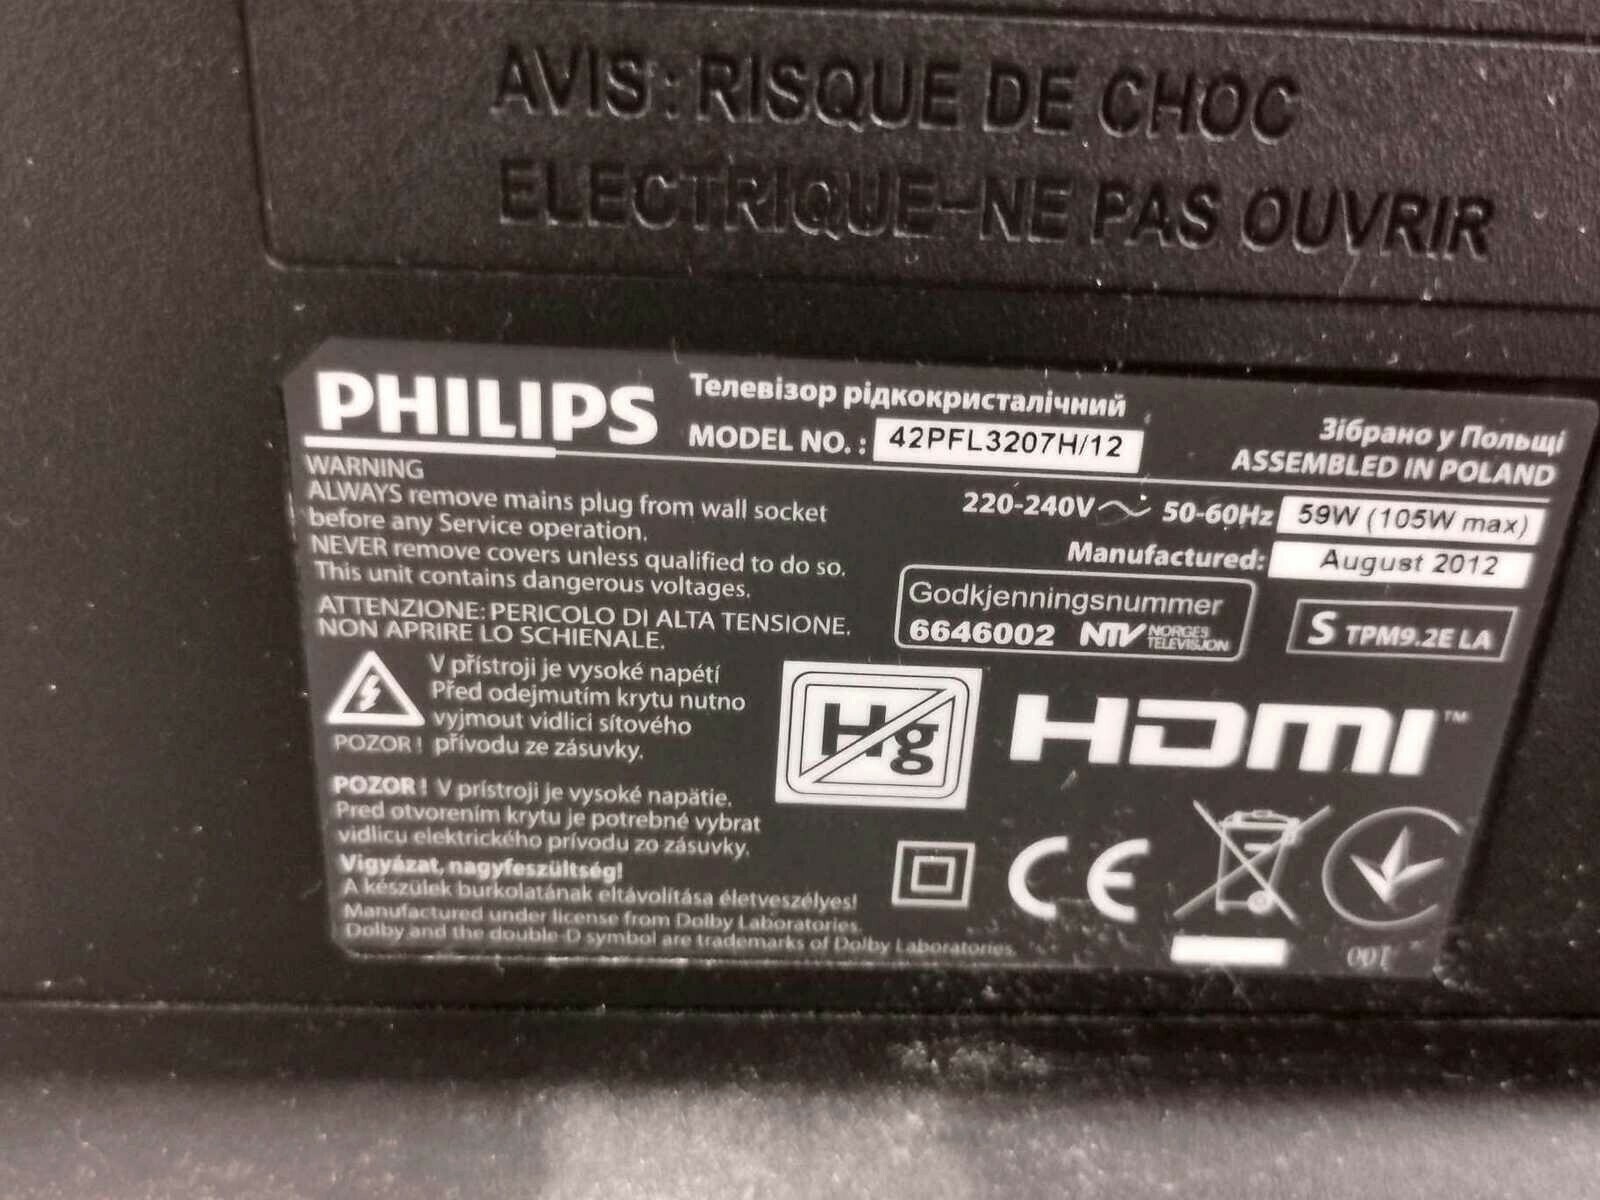 AVIS: RISQUE DE CHOC
ELECTRIQUE-NE PAS OUVRIR
PHILIPS
Телевізор рідкокристалічний
MODEL NO. : 42PFL3207H/12
Зібрано у Польщі
ASSEMBLED IN POLAND
220-240V 50-60Hz 59W (105W max)
Manufactured: August 2012
WARNING
ALWAYS remove mains plug from wall socket
before any Service operation.
NEVER remove covers unless qualified to do so.
This unit contains dangerous voltages.
ATTENZIONE: PERICOLO DI ALTA TENSIONE.
NON APRIRE LO SCHIENALE.
Godkjenningsnummer
6646002 NTV NORGES
TELEVISJON
S TPM9.2E LA
V přístroji je vysoké napétí
Před odejmutím krytu nutno
vyjmout vidlici sítového
POZOR ! přívodu ze zásuvky.
Hg
HDMI™
POZOR ! V prístroji je vysoké napätie.
Pred otvorením krytu je potrebné vybrat
vidlicu elektrického prívodu zo zásuvky.
Vigyázat, nagyfeszültség!
A készülek burkolatának eltávolítása életveszélyes!
Manufactured under license from Dolby Laboratories.
Dolby and the double-D symbol are trademarks of Dolby Laboratories.
CE
001